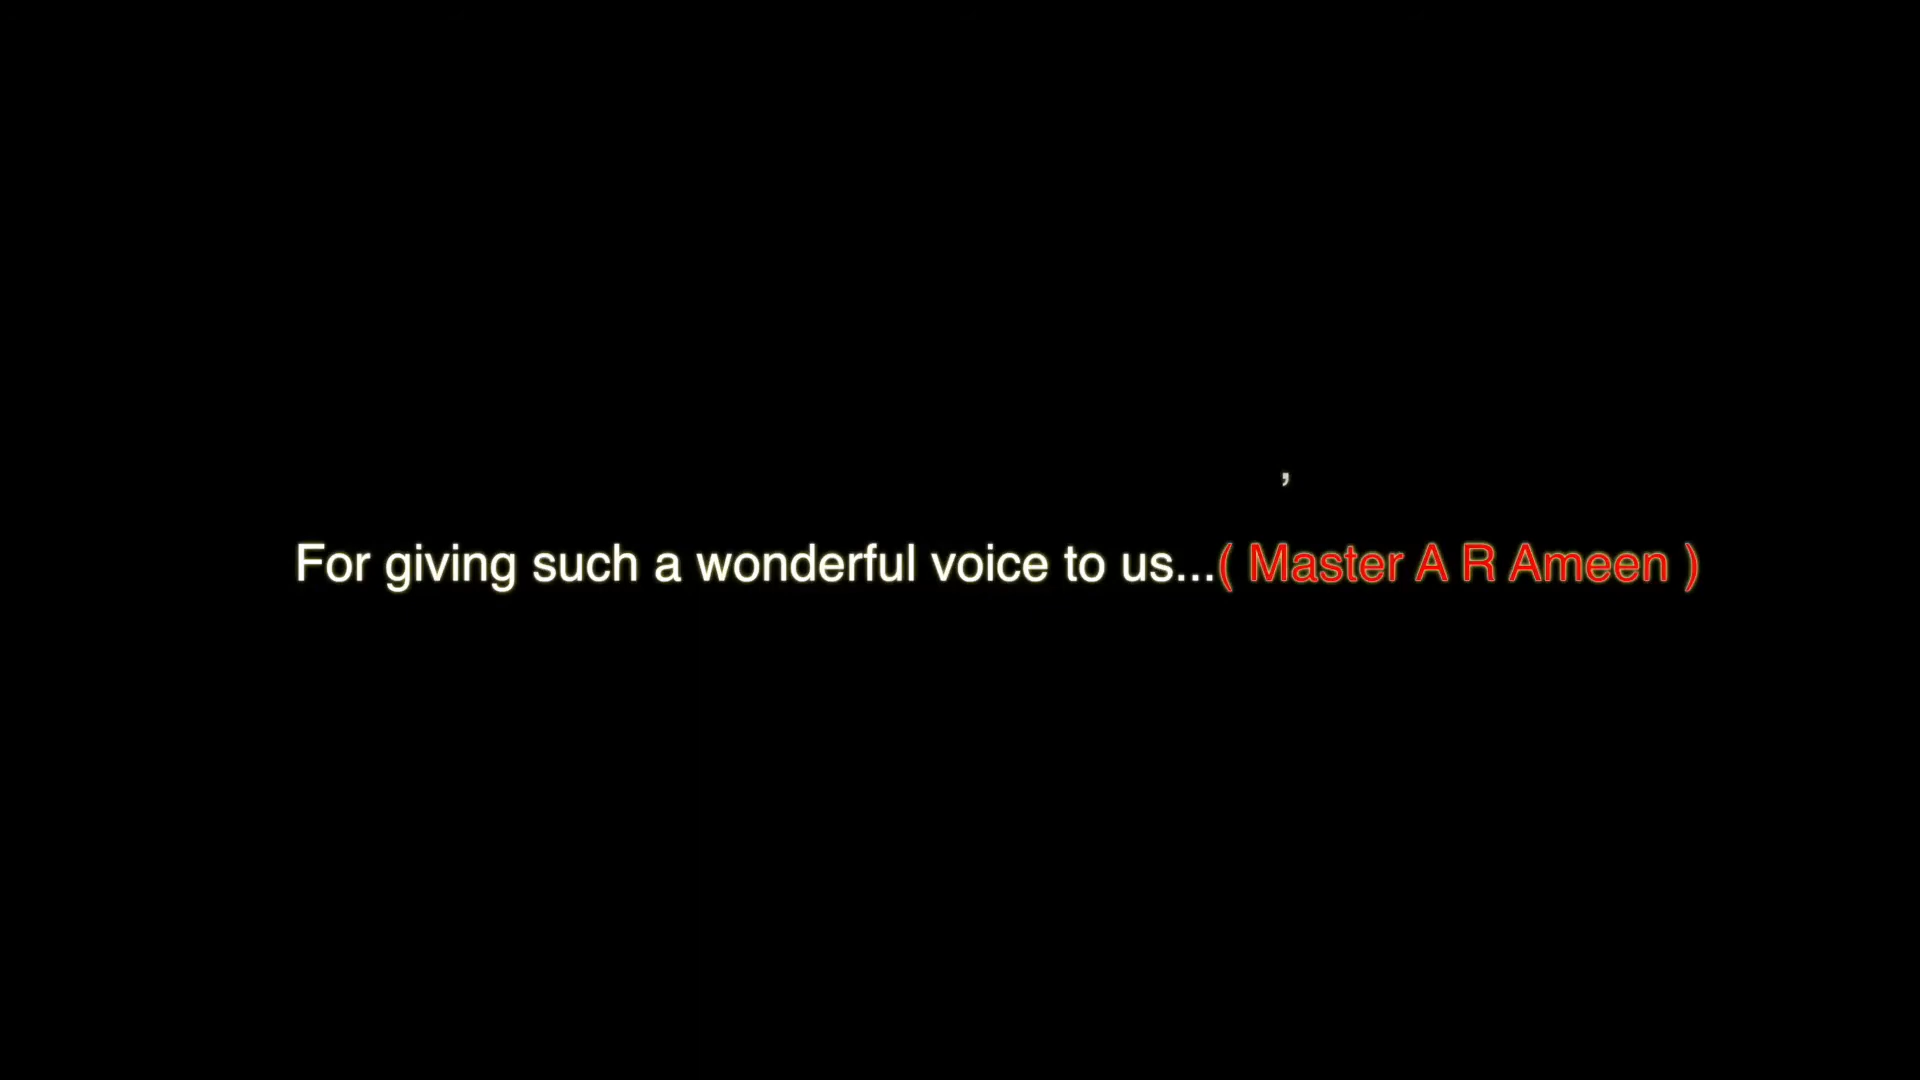 ,
For giving such a wonderful voice to us...( Master A R Ameen )